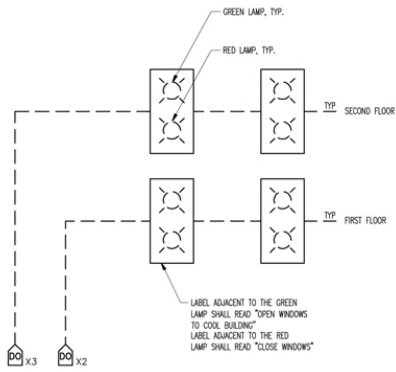 GREEN LAMP, TYP.
RED LAMP, TYP.
TYP SECOND FLOOR
TYP FIRST FLOOR
LABEL ADJACENT TO THE GREEN
LAMP SHALL READ "OPEN WINDOWS
TO COOL BUILDING"
LABEL ADJACENT TO THE RED
LAMP SHALL READ "CLOSE WINDOWS"
DO X3 DO X2